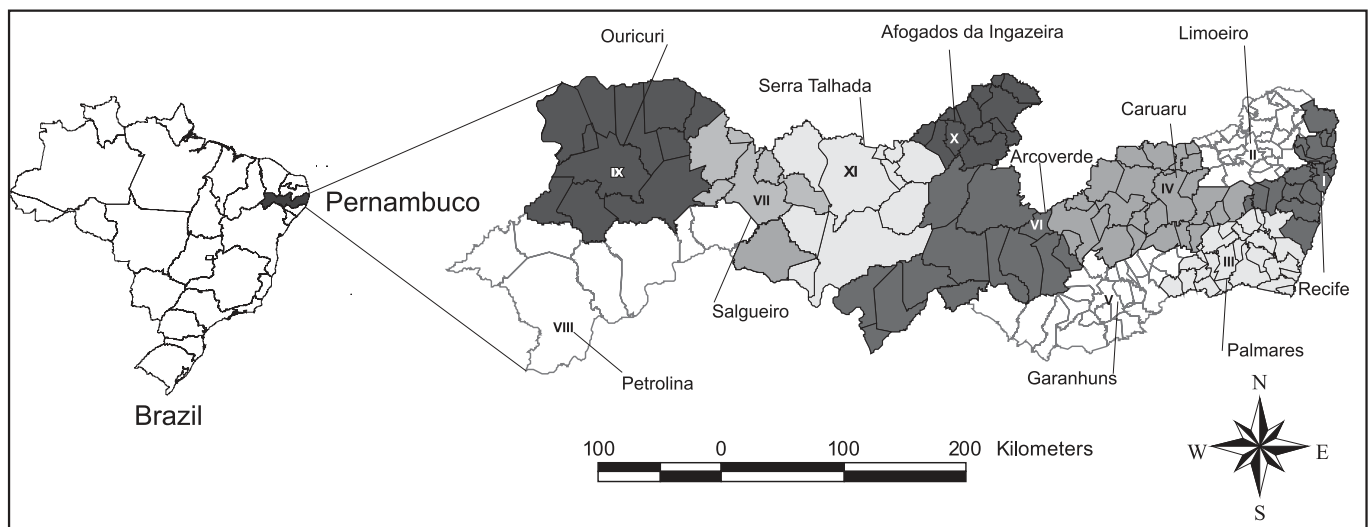 Ouricuri
Afogados da Ingazeira
Limoeiro
Serra Talhada
Caruaru
X
Arcoverde
II
IX
XI
IV
I
Pernambuco
VII
VI
III
Salgueiro
V
Recife
VIII
Palmares
Petrolina
Garanhuns
Brazil
N
100 0 100 200 Kilometers
W E
S